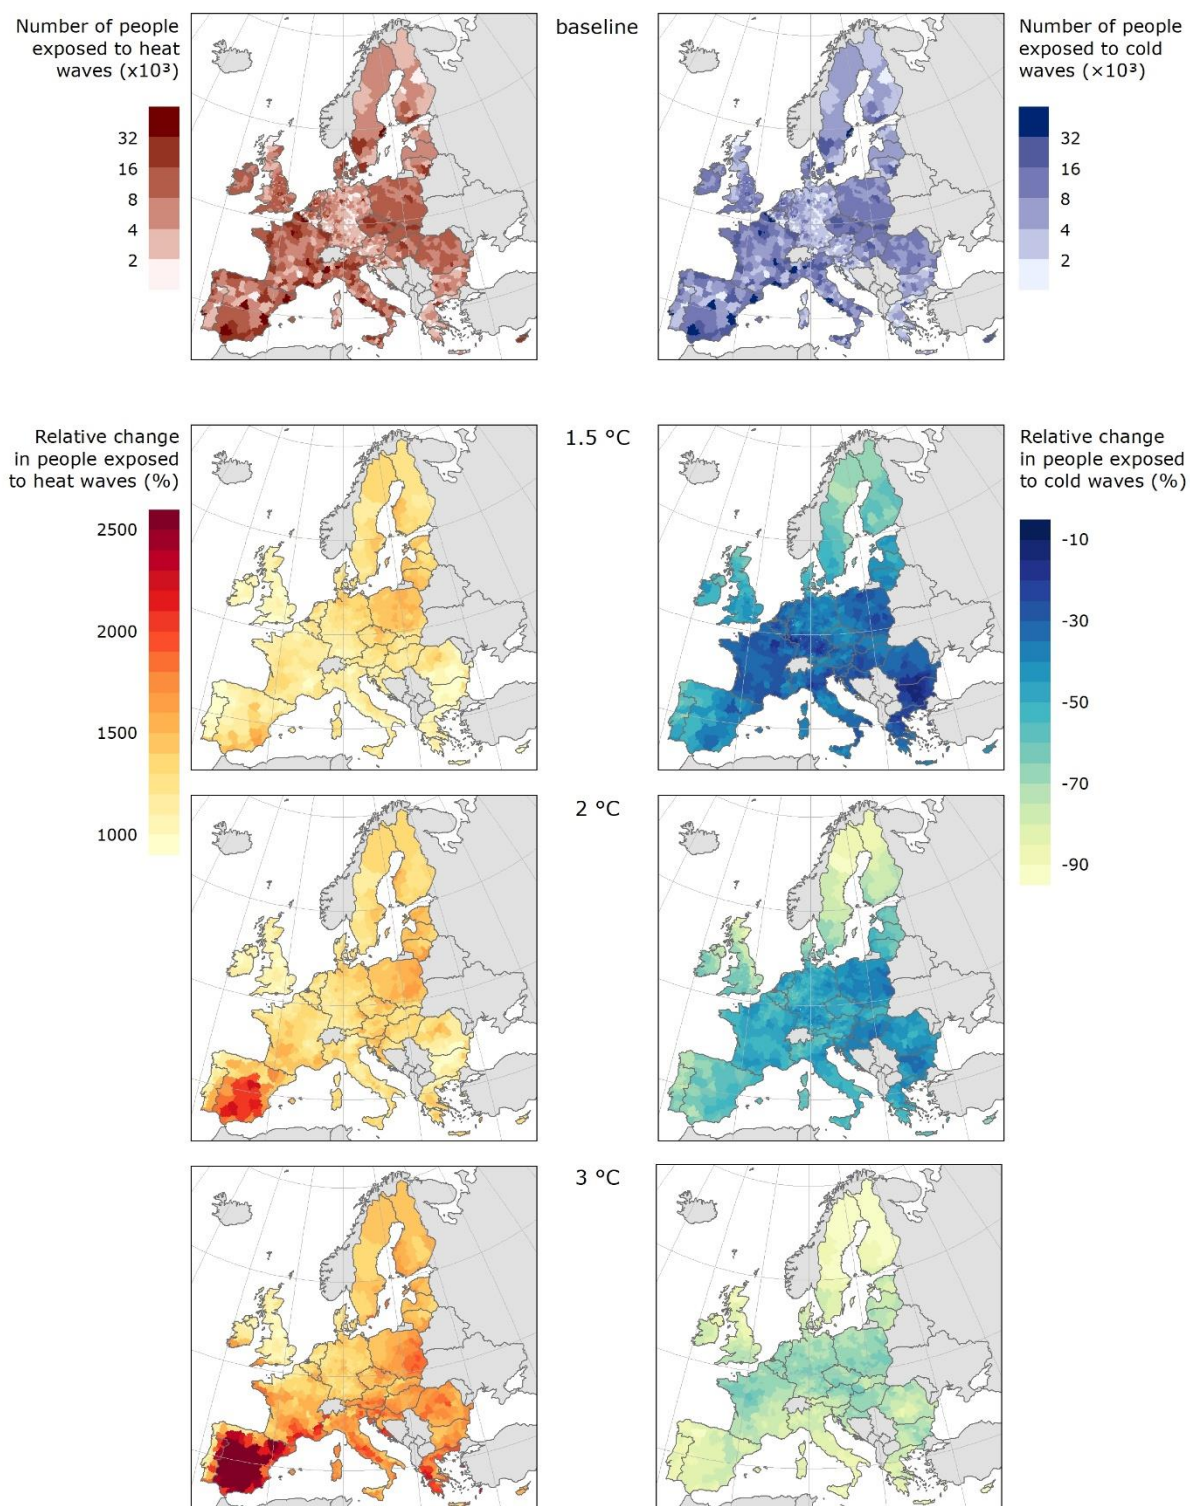 Number of people
exposed to heat
waves (x10³)
32
16
8
4
2
baseline
Number of people
exposed to cold
waves (×10³)
32
16
8
4
2
Relative change
in people exposed
to heat waves (%)
2500
2000
1500
1000
1.5 °C
Relative change
in people exposed
to cold waves (%)
-10
-30
-50
-70
-90
2 °C
3 °C